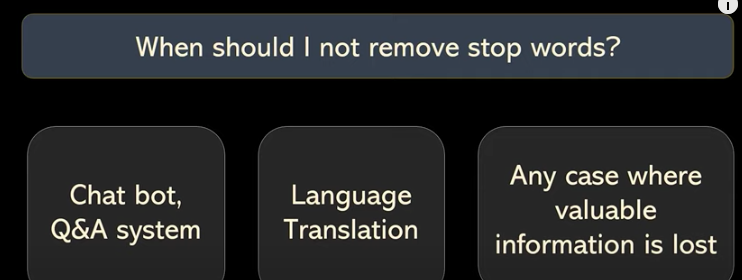 When should I not remove stop words?
Chat bot,
Q&A system
Language
Translation
Any case where
valuable
information is lost